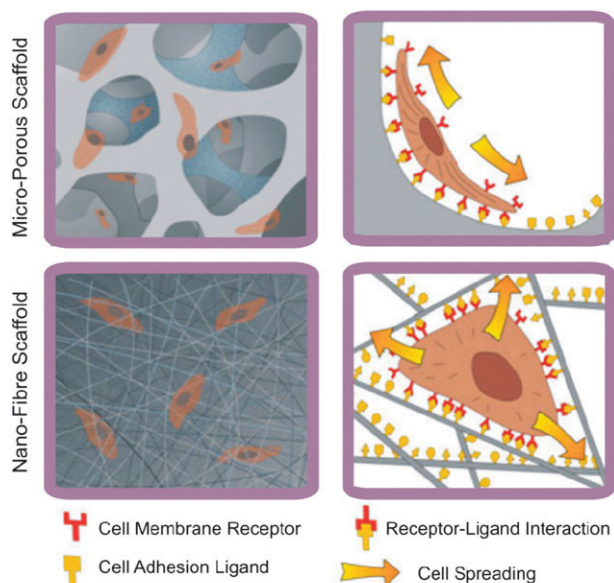 Micro-Porous Scaffold
Nano-Fibre Scaffold
Cell Membrane Receptor
Receptor-Ligand Interaction
Cell Adhesion Ligand
Cell Spreading